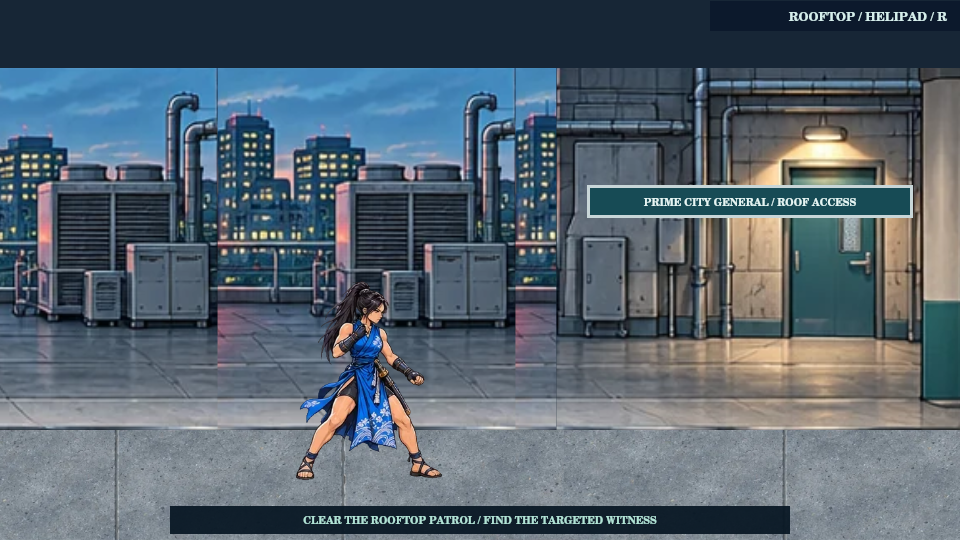 ROOFTOP / HELIPAD / R
PRIME CITY GENERAL / ROOF ACCESS
CLEAR THE ROOFTOP PATROL / FIND THE TARGETED WITNESS